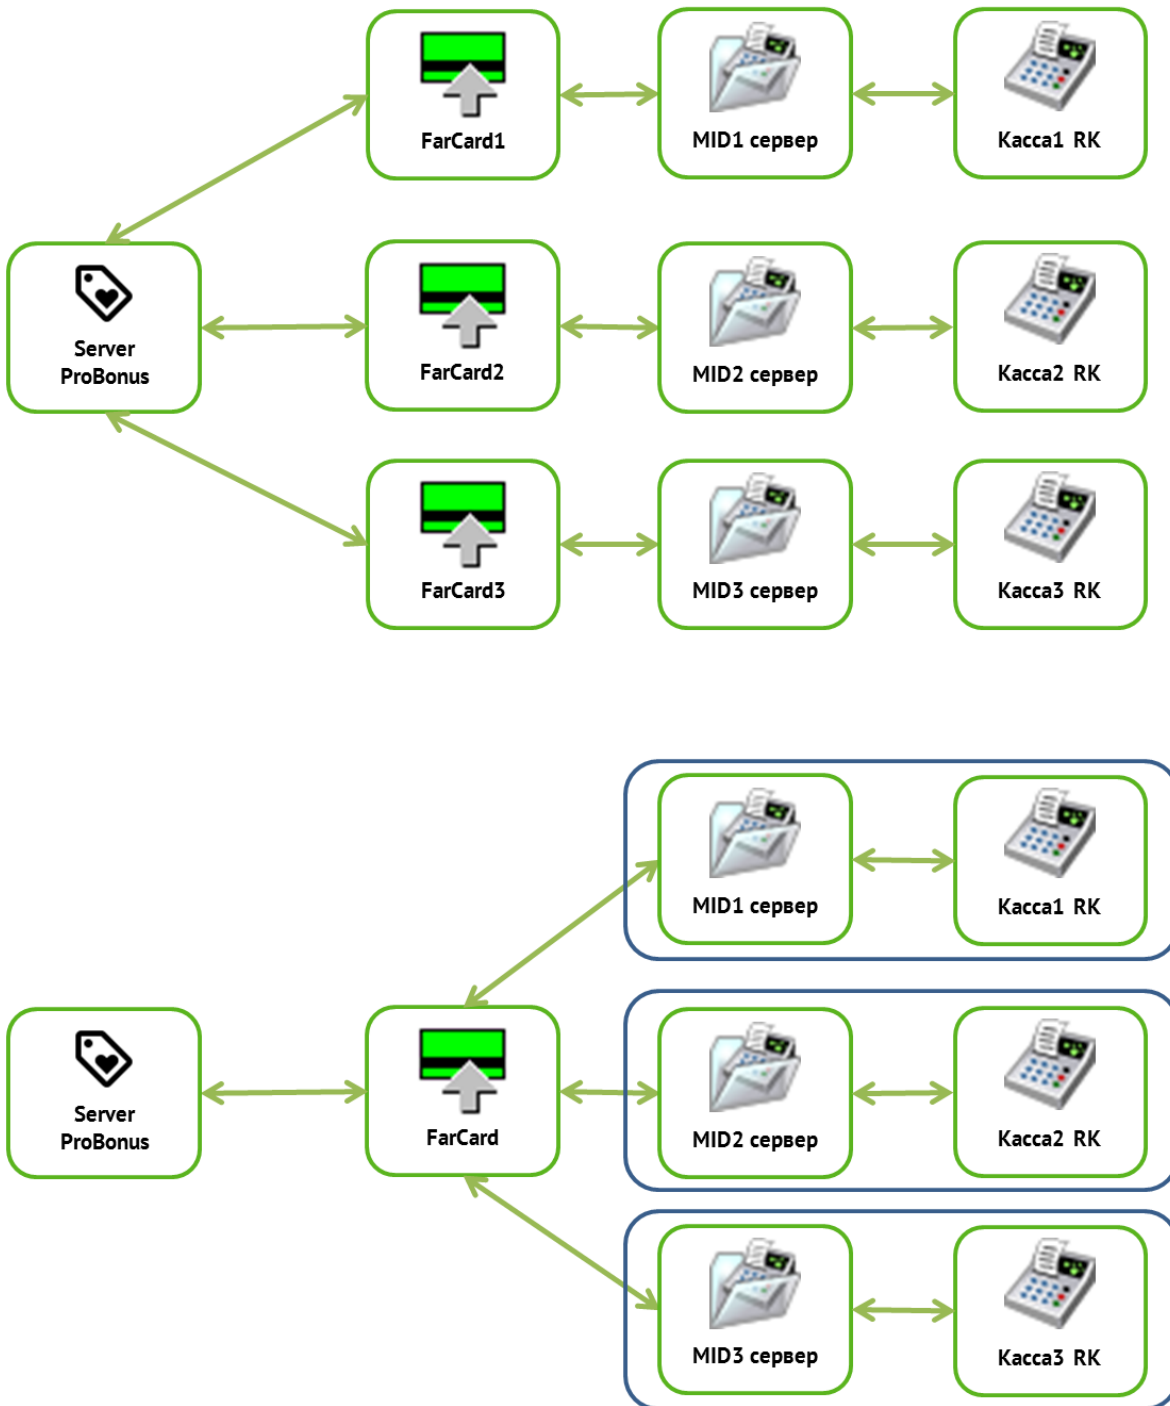 FarCard1
MID1 сервер
Касса1 RK
Server
ProBonus
FarCard2
MID2 сервер
Касса2 RK
FarCard3
MID3 сервер
Касса3 RK
MID1 сервер
Касса1 RK
Server
ProBonus
FarCard
MID2 сервер
Касса2 RK
MID3 сервер
Касса3 RK